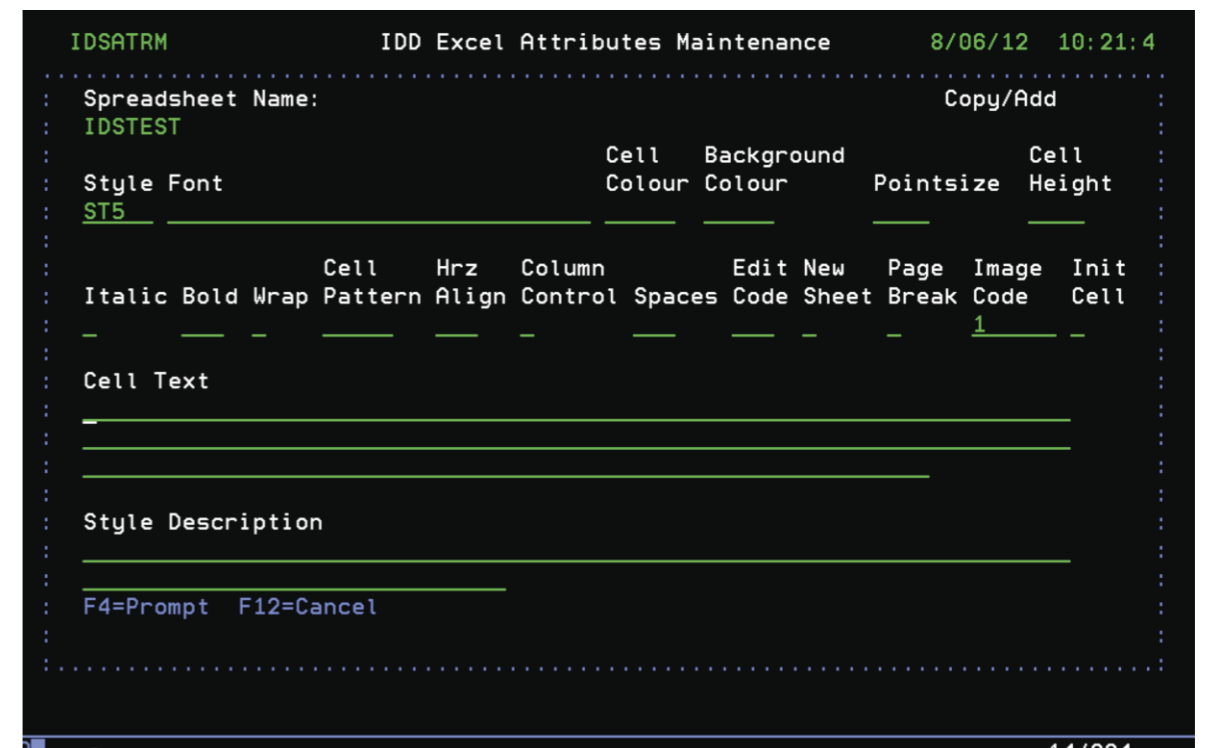 IDSATRM IDD Excel Attributes Maintenance 8/06/12 10:21:4
Spreadsheet Name: Copy/Add
IDSTEST
Cell Background Cell
Style Font Colour Colour Pointsize Height
ST5
Cell Hrz Column Edit New Page Image Init
Italic Bold Wrap Pattern Align Control Spaces Code Sheet Break Code Cell
1
Cell Text
Style Description
F4=Prompt F12=Cancel